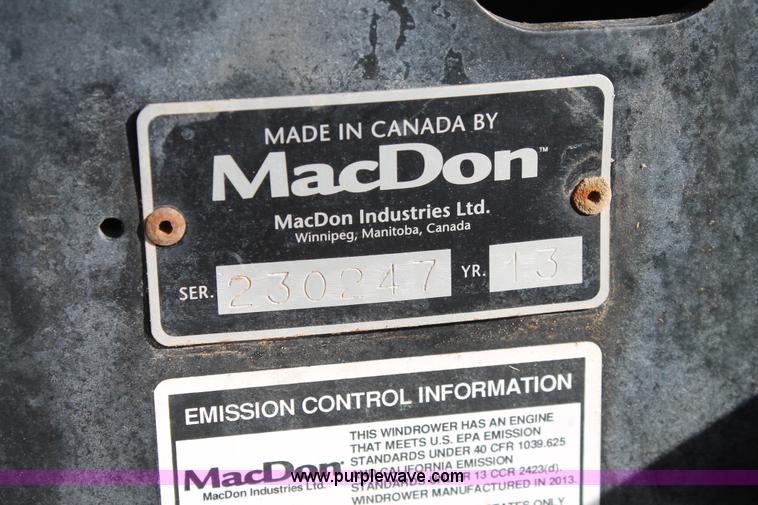 MADE IN CANADA BY
MacDon™
MacDon Industries Ltd.
Winnipeg, Manitoba, Canada
SER. 230247 YR. 13
EMISSION CONTROL INFORMATION
THIS WINDROWER HAS AN ENGINE
THAT MEETS U.S. EPA EMISSION
STANDARDS UNDER 40 CFR 1039.625
CALIFORNIA EMISSION
MacDon
STANDARDS 13 CCR 2423(d).
MacDon Industries Ltd.
WINDROWER MANUFACTURED IN 2013.
www.purplewave.com
ONLY